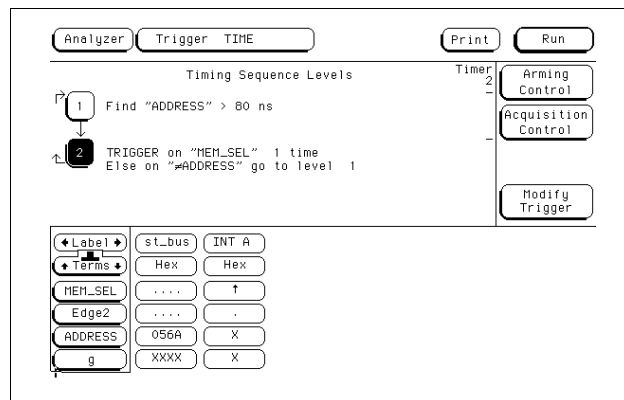 Analyzer Trigger TIME Print Run
Timing Sequence Levels
Timer
2
-
-
Arming
Control
Acquisition
Control
Modify
Trigger
1 Find "ADDRESS" > 80 ns
2 TRIGGER on "MEM_SEL" 1 time
Else on "≠ADDRESS" go to level 1
←Label→ st_bus INT A
↑Terms↓ Hex Hex
MEM_SEL .... ↑
Edge2 .... .
ADDRESS 056A X
g XXXX X